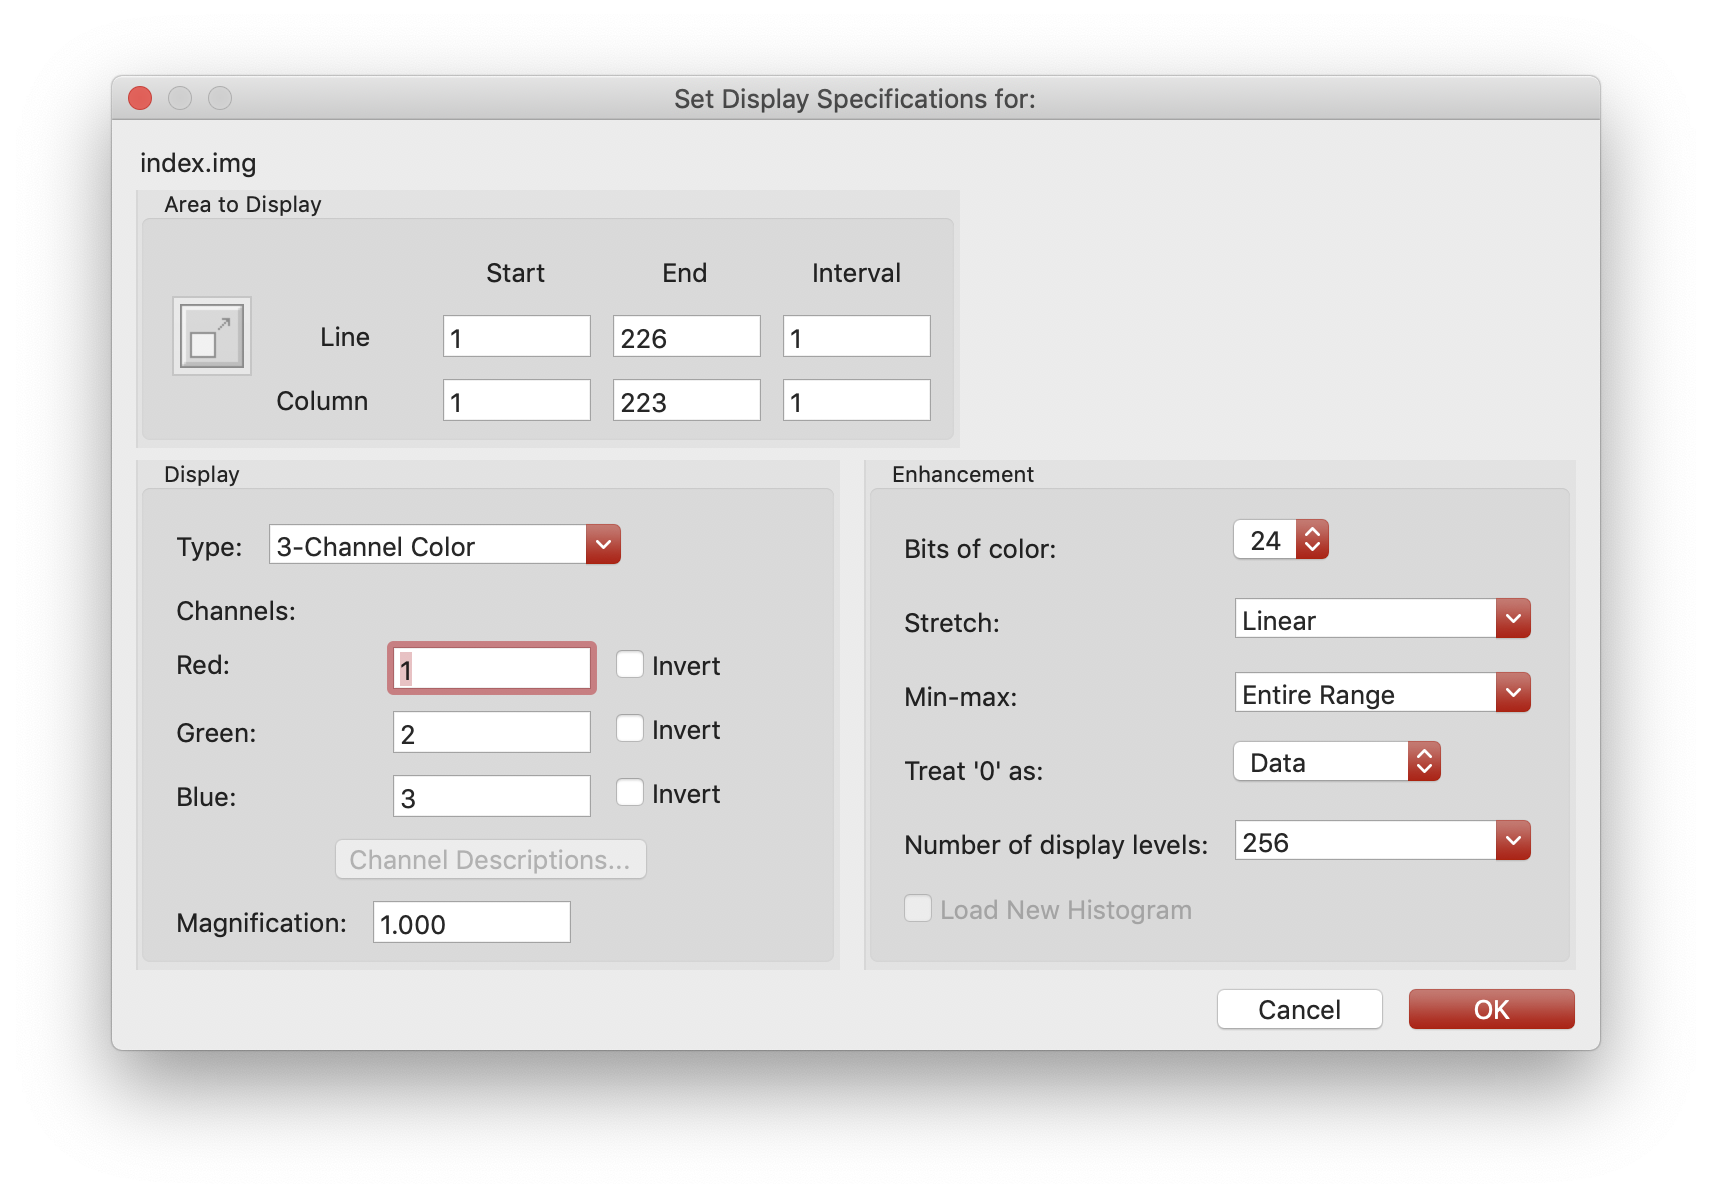 Set Display Specifications for:
index.img
Area to Display
Start End Interval
Line 1 226 1
Column 1 223 1
Display
Type: 3-Channel Color
Channels:
Red: 1 Invert
Green: 2 Invert
Blue: 3 Invert
Channel Descriptions...
Magnification: 1.000
Enhancement
Bits of color: 24
Stretch: Linear
Min-max: Entire Range
Treat '0' as: Data
Number of display levels: 256
Load New Histogram
Cancel OK